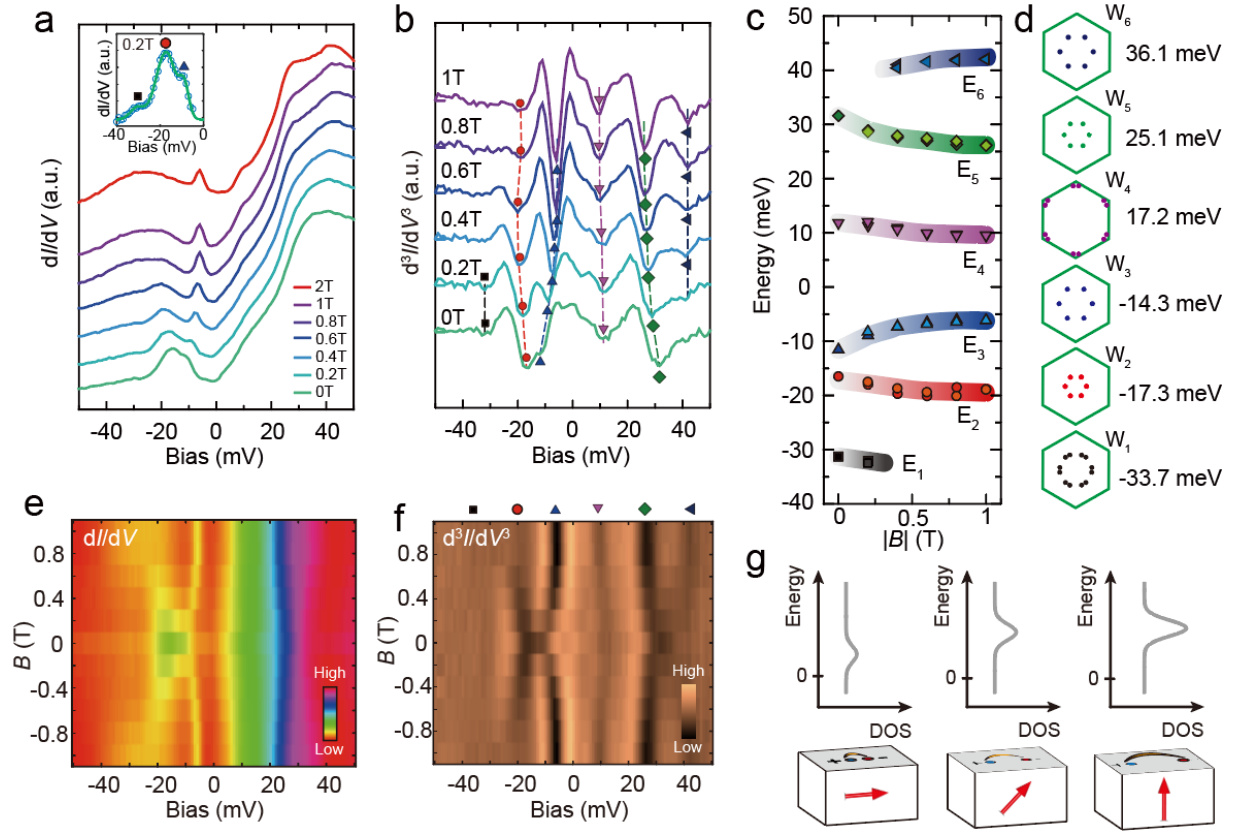 a
0.2T
dI/dV (a.u.)
-40 -20 0
Bias (mV)
dI/dV (a.u.)
2T
1T
0.8T
0.6T
0.4T
0.2T
0T
-40 -20 0 20 40
Bias (mV)
b
d³I/dV³ (a.u.)
1T
0.8T
0.6T
0.4T
0.2T
0T
-40 -20 0 20 40
Bias (mV)
c
Energy (meV)
50
40
30
20
10
0
-10
-20
-30
-40
E₆
E₅
E₄
E₃
E₂
E₁
0 0.5 1
|B| (T)
d
W₆
36.1 meV
W₅
25.1 meV
W₄
17.2 meV
W₃
-14.3 meV
W₂
-17.3 meV
W₁
-33.7 meV
e
dI/dV
B (T)
0.8
0.4
0
-0.4
-0.8
High
Low
-40 -20 0 20 40
Bias (mV)
f
d³I/dV³
B (T)
0.8
0.4
0
-0.4
-0.8
High
Low
-40 -20 0 20 40
Bias (mV)
g
Energy
0
DOS
Energy
0
DOS
Energy
0
DOS